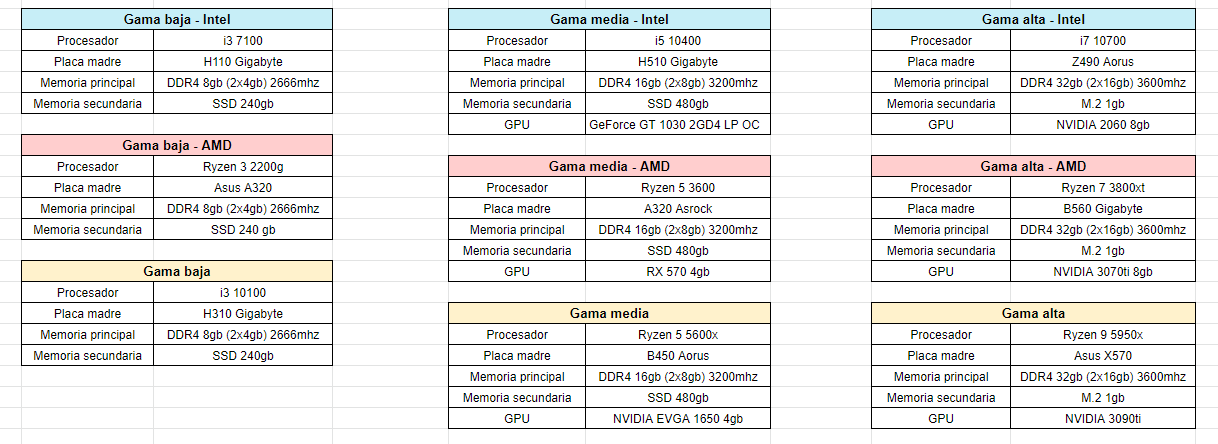 Gama baja - Intel
Procesador i3 7100
Placa madre H110 Gigabyte
Memoria principal DDR4 8gb (2x4gb) 2666mhz
Memoria secundaria SSD 240gb
Gama baja - AMD
Procesador Ryzen 3 2200g
Placa madre Asus A320
Memoria principal DDR4 8gb (2x4gb) 2666mhz
Memoria secundaria SSD 240 gb
Gama baja
Procesador i3 10100
Placa madre H310 Gigabyte
Memoria principal DDR4 8gb (2x4gb) 2666mhz
Memoria secundaria SSD 240gb
Gama media - Intel
Procesador i5 10400
Placa madre H510 Gigabyte
Memoria principal DDR4 16gb (2x8gb) 3200mhz
Memoria secundaria SSD 480gb
GPU GeForce GT 1030 2GD4 LP OC
Gama media - AMD
Procesador Ryzen 5 3600
Placa madre A320 Asrock
Memoria principal DDR4 16gb (2x8gb) 3200mhz
Memoria secundaria SSD 480gb
GPU RX 570 4gb
Gama media
Procesador Ryzen 5 5600x
Placa madre B450 Aorus
Memoria principal DDR4 16gb (2x8gb) 3200mhz
Memoria secundaria SSD 480gb
GPU NVIDIA EVGA 1650 4gb
Gama alta - Intel
Procesador i7 10700
Placa madre Z490 Aorus
Memoria principal DDR4 32gb (2x16gb) 3600mhz
Memoria secundaria M.2 1gb
GPU NVIDIA 2060 8gb
Gama alta - AMD
Procesador Ryzen 7 3800xt
Placa madre B560 Gigabyte
Memoria principal DDR4 32gb (2x16gb) 3600mhz
Memoria secundaria M.2 1gb
GPU NVIDIA 3070ti 8gb
Gama alta
Procesador Ryzen 9 5950x
Placa madre Asus X570
Memoria principal DDR4 32gb (2x16gb) 3600mhz
Memoria secundaria M.2 1gb
GPU NVIDIA 3090ti